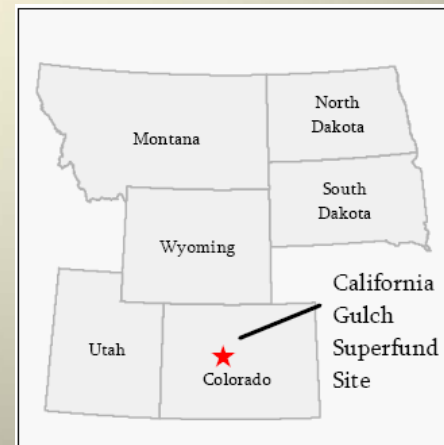 Montana
North
Dakota
South
Dakota
Wyoming
Utah
Colorado
California
Gulch
Superfund
Site